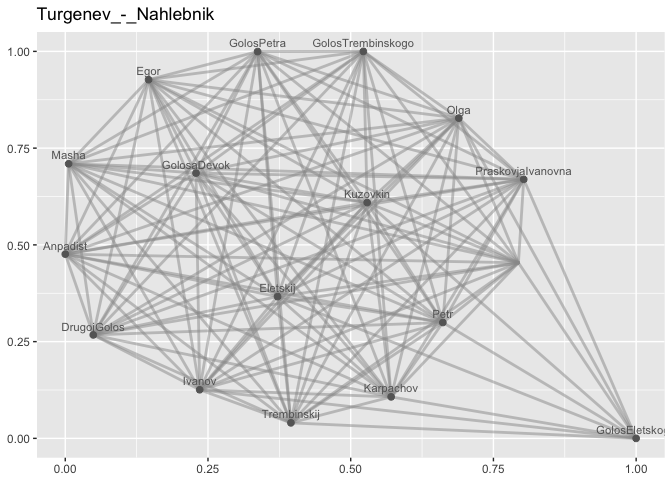 Turgenev_-_Nahlebnik
1.00
0.75
0.50
0.25
0.00
GolosPetra
GolosTrembinskogo
Egor
Olga
Masha
GolosaDevok
PraskovjaIvanovna
Kuzovkin
Anpadist
Eletskij
DrugojGolos
Petr
Ivanov
Karpachov
Trembinskij
GolosEletskog
0.00
0.25
0.50
0.75
1.00